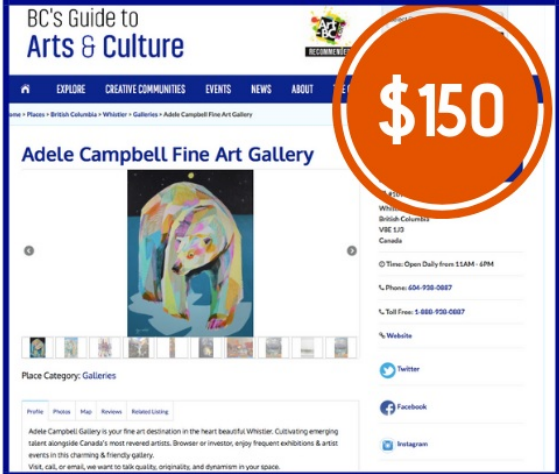 BC's Guide to
Arts & Culture
Art
BC
RECOMMENDED
$150
EXPLORE CREATIVE COMMUNITIES EVENTS NEWS ABOUT
Home > Places > British Columbia > Whistler > Galleries > Adele Campbell Fine Art Gallery
Adele Campbell Fine Art Gallery
British Columbia
V8E 1J3
Canada
Time: Open Daily from 11AM - 6PM
Phone: 604-938-0887
Toll Free: 1-888-938-0887
Website
Twitter
Facebook
Instagram
Place Category: Galleries
Profile Photos Map Reviews Related Listing
Adele Campbell Gallery is your fine art destination in the heart beautiful Whistler. Cultivating emerging
talent alongside Canada's most revered artists. Browser or investor, enjoy frequent exhibitions & artist
events in this charming & friendly gallery.
Visit, call, or email, we want to talk quality, originality, and dynamism in your space.